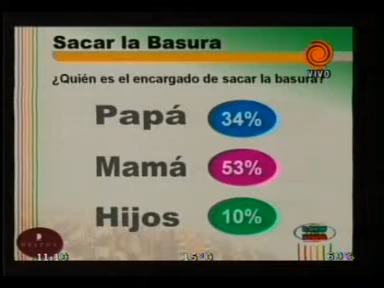 Sacar la Basura
VIVO
¿Quién es el encargado de sacar la basura?
Papá 34%
Mamá 53%
Hijos 10%